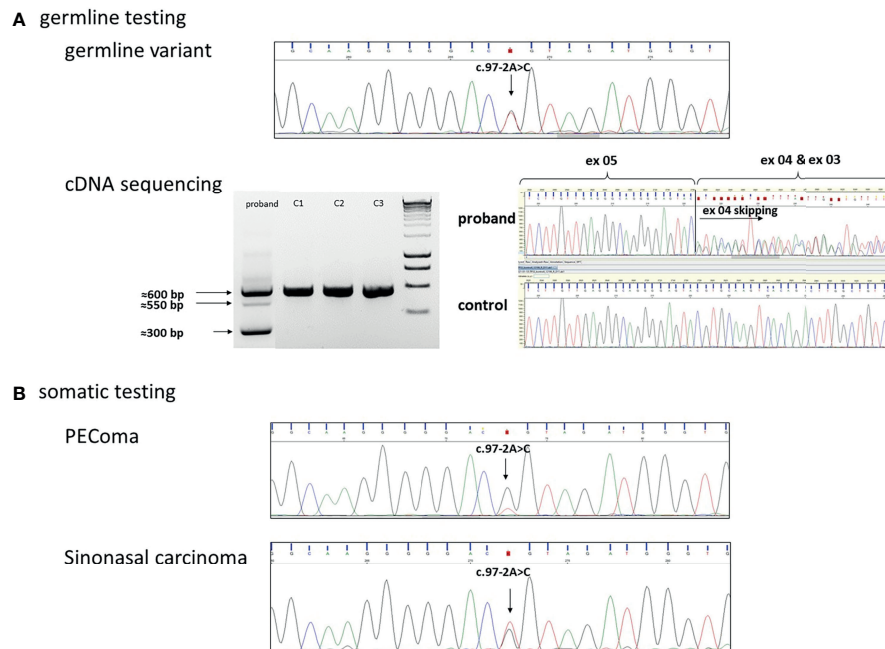 A germline testing
germline variant
G C A A G G G G A C G T A G A T G G G T
c.97-2A>C
cDNA sequencing
proband C1 C2 C3
≈600 bp
≈550 bp
≈300 bp
ex 05 ex 04 & ex 03
proband
ex 04 skipping
control
B somatic testing
PEComa
c.97-2A>C
Sinonasal carcinoma
c.97-2A>C